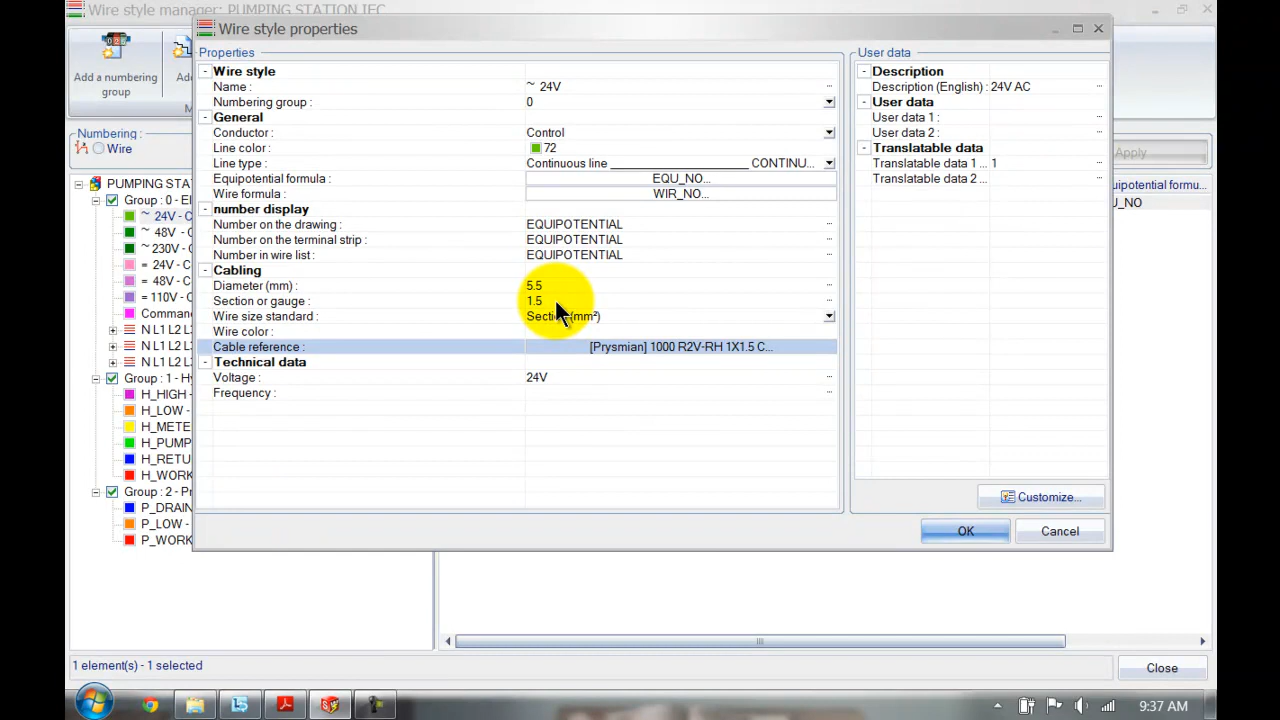 Wire style manager: PUMPING STATION IEC
Wire style properties
Add a numbering
group
Numbering :
Wire
PUMPING STA
Group : 0 - El
~ 24V - C
~ 48V - C
~ 230V - C
= 24V - C
= 48V - C
= 110V - C
Command
N L1 L2 L3
N L1 L2 L
N L1 L2 L
Group : 1 - Hy
H_HIGH -
H_LOW -
H_METE
H_PUMP
H_RETU
H_WORK
Group : 2 - Pr
P_DRAIN
P_LOW -
P_WORK
Properties
Wire style
Name : ~ 24V
Numbering group : 0
General
Conductor : Control
Line color : 72
Line type : Continuous line ____________________ CONTINU...
Equipotential formula : EQU_NO...
Wire formula : WIR_NO...
number display
Number on the drawing : EQUIPOTENTIAL
Number on the terminal strip : EQUIPOTENTIAL
Number in wire list : EQUIPOTENTIAL
Cabling
Diameter (mm) : 5.5
Section or gauge : 1.5
Wire size standard : Section (mm²)
Wire color :
Cable reference : [Prysmian] 1000 R2V-RH 1X1.5 C...
Technical data
Voltage : 24V
Frequency :
User data
Description
Description (English) : 24V AC
User data
User data 1 :
User data 2 :
Translatable data
Translatable data 1 ... 1
Translatable data 2 ...
Customize...
OK
Cancel
Apply
uipotential formu...
U_NO
1 element(s) - 1 selected
Close
9:37 AM